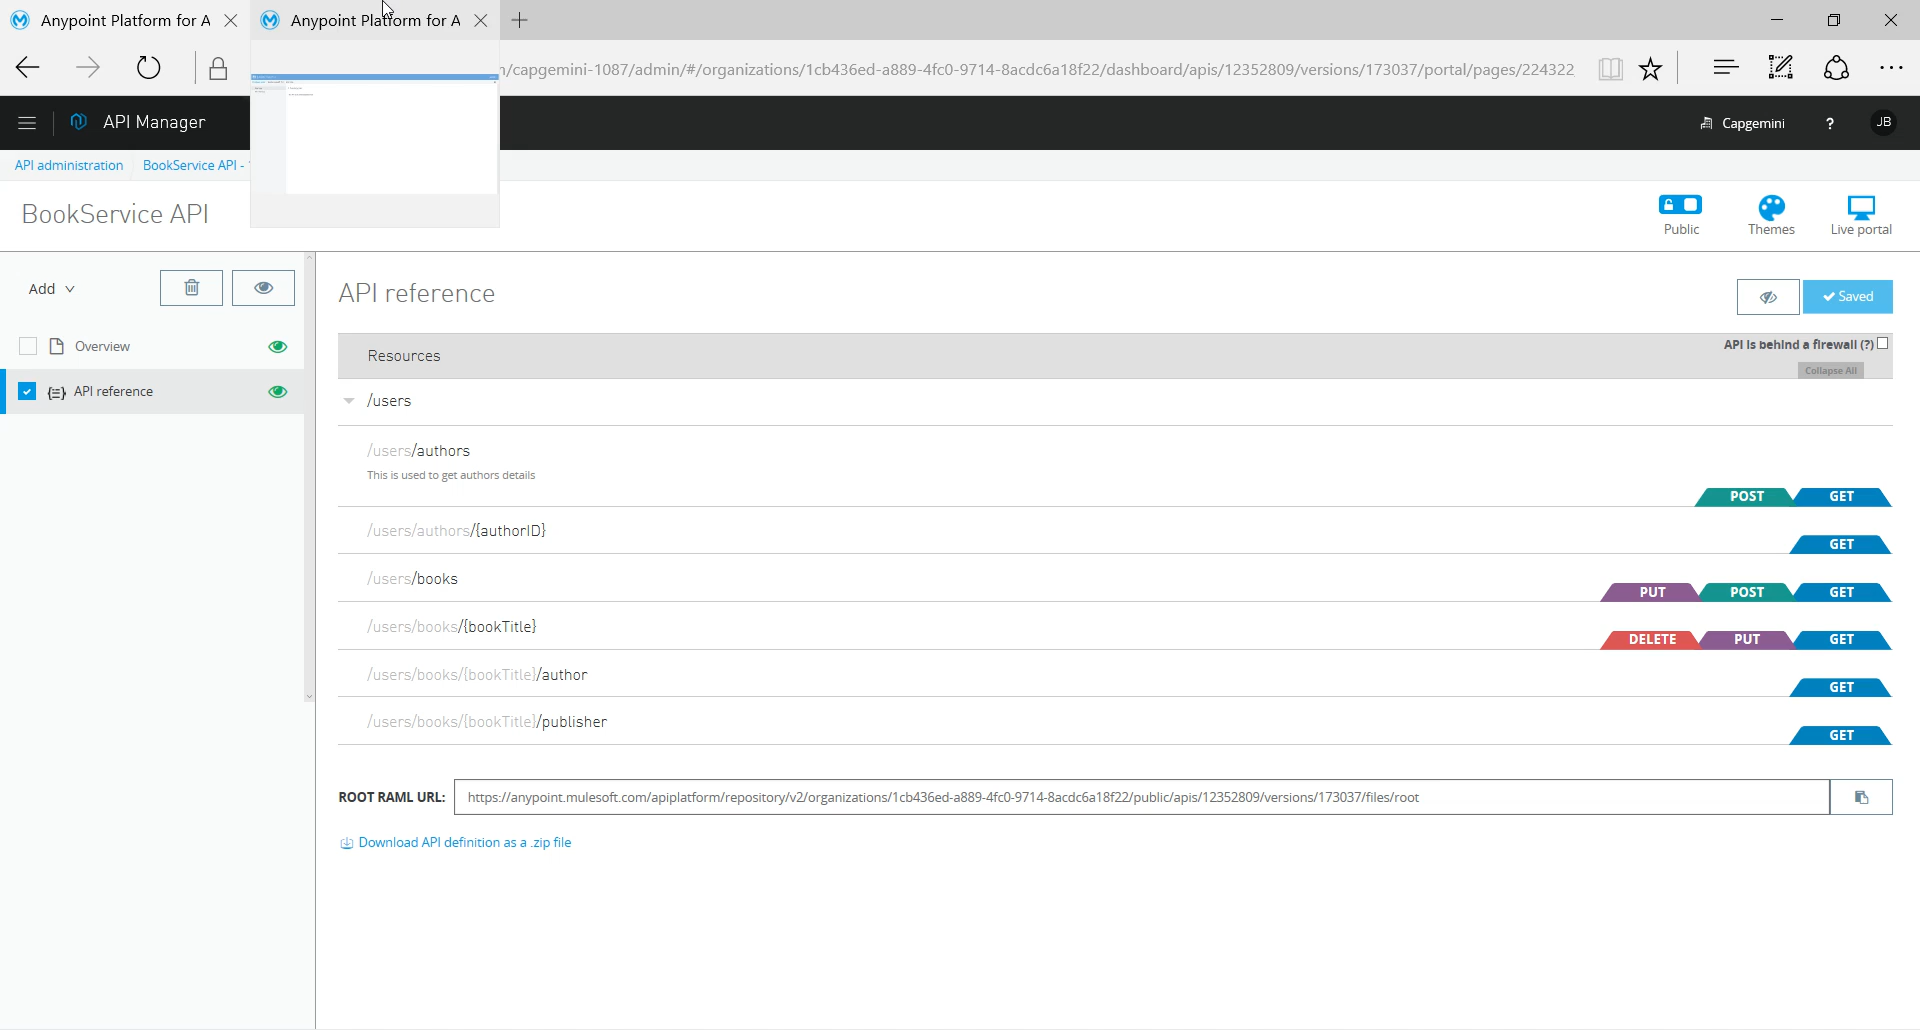 Anypoint Platform for A
Anypoint Platform for A
/capgemini-1087/admin/#/organizations/1cb436ed-a889-4fc0-9714-8acdc6a18f22/dashboard/apis/12352809/versions/173037/portal/pages/224322
API Manager
Capgemini
?
JB
API administration
BookService API -
BookService API
Public
Themes
Live portal
Add
Overview
API reference
API reference
Saved
Resources
API is behind a firewall (?)
Collapse All
/users
/users/authors
This is used to get authors details
POST
GET
/users/authors/{authorID}
GET
/users/books
PUT
POST
GET
/users/books/{bookTitle}
DELETE
PUT
GET
/users/books/{bookTitle}/author
GET
/users/books/{bookTitle}/publisher
GET
ROOT RAML URL:
https://anypoint.mulesoft.com/apiplatform/repository/v2/organizations/1cb436ed-a889-4fc0-9714-8acdc6a18f22/public/apis/12352809/versions/173037/files/root
Download API definition as a .zip file